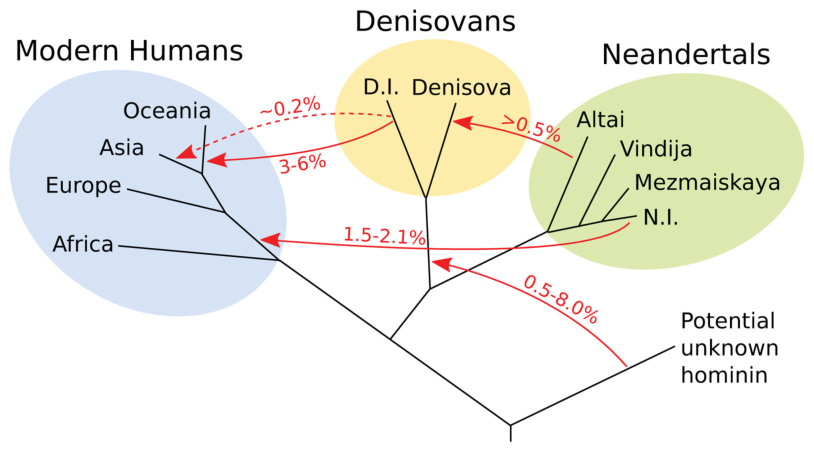 Denisovans
Modern Humans
Neandertals
D.I.
Denisova
~0.2%
Oceania
>0.5%
Altai
Asia
Vindija
3-6%
Europe
Mezmaiskaya
N.I.
Africa
1.5-2.1%
0.5-8.0%
Potential
unknown
hominin